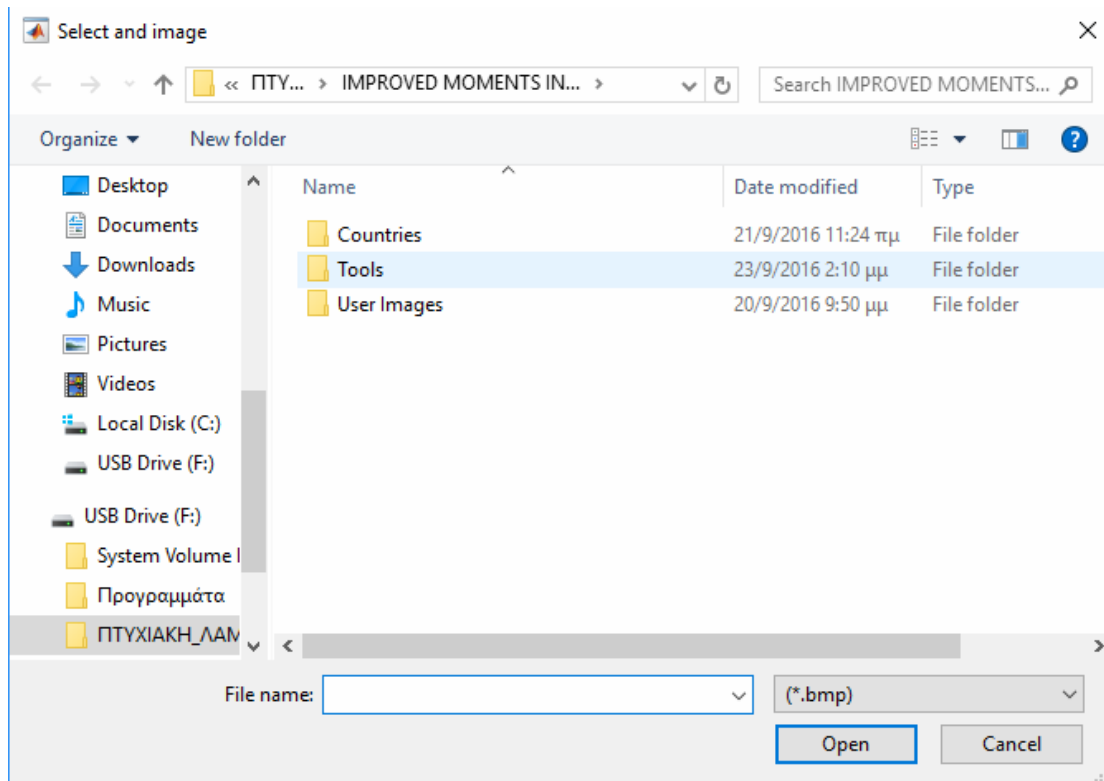 Select and image
« ΠΤΥ... > IMPROVED MOMENTS IN... > Search IMPROVED MOMENTS...
Organize New folder
Name Date modified Type
Desktop
Documents
Downloads
Music
Pictures
Videos
Local Disk (C:)
USB Drive (F:)
USB Drive (F:)
System Volume I
Προγραμμάτα
ΠΤΥΧΙΑΚΗ_ΛΑΜ
Countries 21/9/2016 11:24 πμ File folder
Tools 23/9/2016 2:10 μμ File folder
User Images 20/9/2016 9:50 μμ File folder
File name: (*.bmp)
Open Cancel